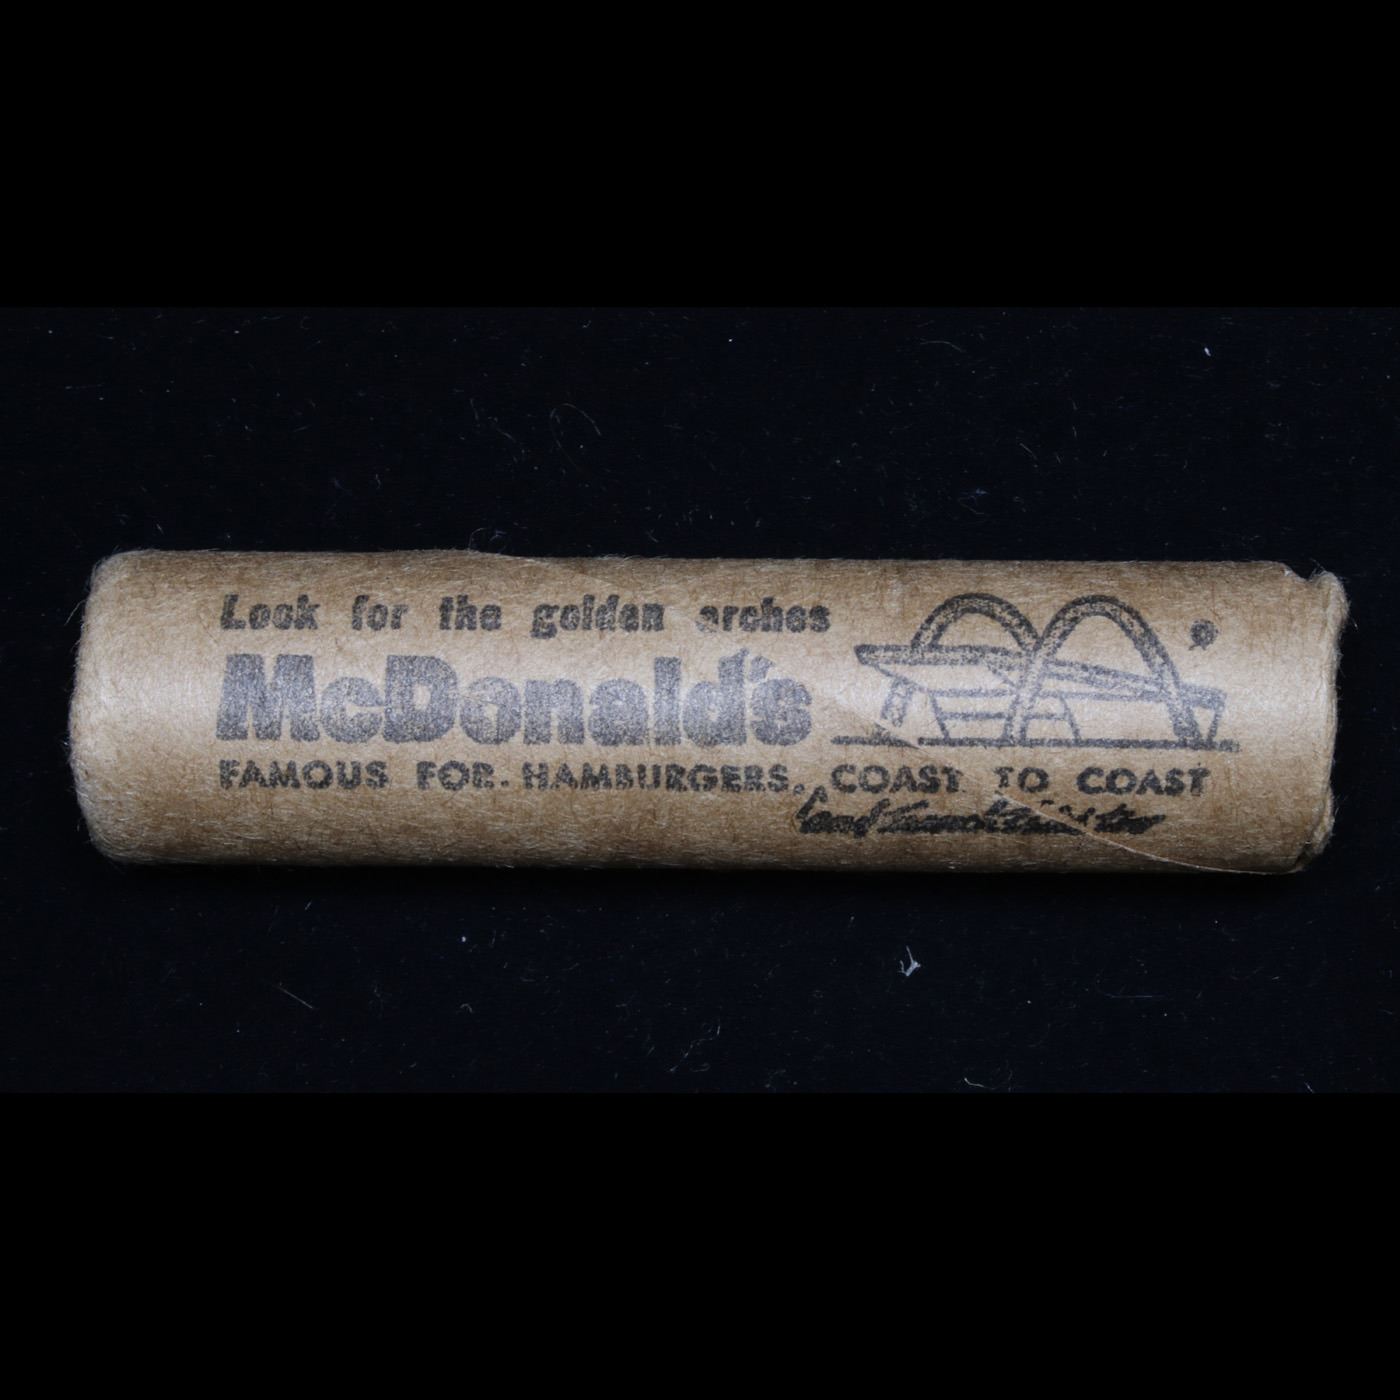 Look for the golden arches
McDonald's
®
FAMOUS FOR HAMBURGERS.. COAST TO COAST